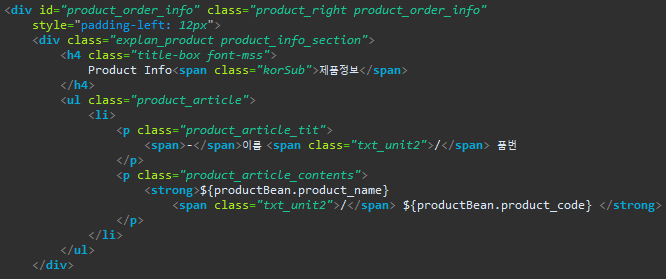 <div id="product_order_info" class="product_right product_order_info"
style="padding-left: 12px">
<div class="explan_product product_info_section">
<h4 class="title-box font-mss">
Product Info<span class="korSub">제품정보</span>
</h4>
<ul class="product_article">
<li>
<p class="product_article_tit">
<span>-</span>이름 <span class="txt_unit2">/</span> 품번
</p>
<p class="product_article_contents">
<strong>${productBean.product_name}
<span class="txt_unit2">/</span> ${productBean.product_code} </strong>
</p>
</li>
</ul>
</div>